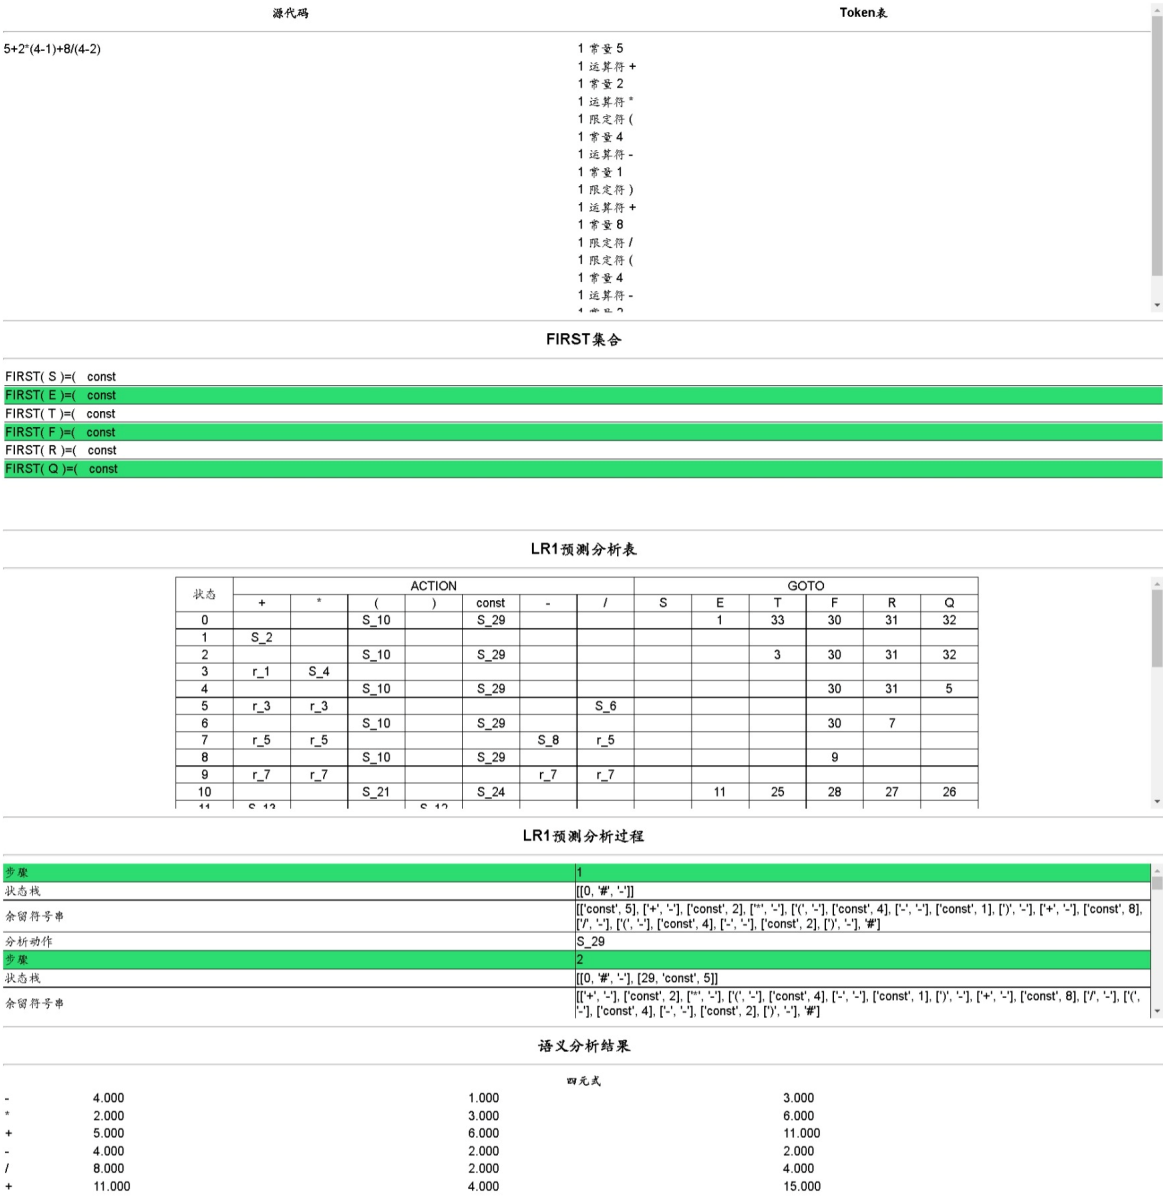 源代码 Token表
5+2*(4-1)+8/(4-2)
1 常量 5
1 运算符 +
1 常量 2
1 运算符 *
1 限定符 (
1 常量 4
1 运算符 -
1 常量 1
1 限定符 )
1 运算符 +
1 常量 8
1 限定符 /
1 限定符 (
1 常量 4
1 运算符 -
FIRST集合
FIRST( S )=( const
FIRST( E )=( const
FIRST( T )=( const
FIRST( F )=( const
FIRST( R )=( const
FIRST( Q )=( const
LR1预测分析表
状态 ACTION GOTO
+ * ( ) const - / S E T F R Q
0 S_10 S_29 1 33 30 31 32
1 S_2
2 S_10 S_29 3 30 31 32
3 r_1 S_4
4 S_10 S_29 30 31 5
5 r_3 r_3 S_6
6 S_10 S_29 30 7
7 r_5 r_5 S_8 r_5
8 S_10 S_29 9
9 r_7 r_7 r_7 r_7
10 S_21 S_24 11 25 28 27 26
11 S_13 S_12
LR1预测分析过程
步骤 1
状态栈 [[0, '#', '-']]
余留符号串 [['const', 5], ['+', '-'], ['const', 2], ['*', '-'], ['(', '-'], ['const', 4], ['-', '-'], ['const', 1], [')', '-'], ['+', '-'], ['const', 8],
['/', '-'], ['(', '-'], ['const', 4], ['-', '-'], ['const', 2], [')', '-'], '#']
分析动作 S_29
步骤 2
状态栈 [[0, '#', '-'], [29, 'const', 5]]
余留符号串 [['+', '-'], ['const', 2], ['*', '-'], ['(', '-'], ['const', 4], ['-', '-'], ['const', 1], [')', '-'], ['+', '-'], ['const', 8], ['/', '-'], ['(',
'-'], ['const', 4], ['-', '-'], ['const', 2], [')', '-'], '#']
语义分析结果
四元式
- 4.000 1.000 3.000
* 2.000 3.000 6.000
+ 5.000 6.000 11.000
- 4.000 2.000 2.000
/ 8.000 2.000 4.000
+ 11.000 4.000 15.000